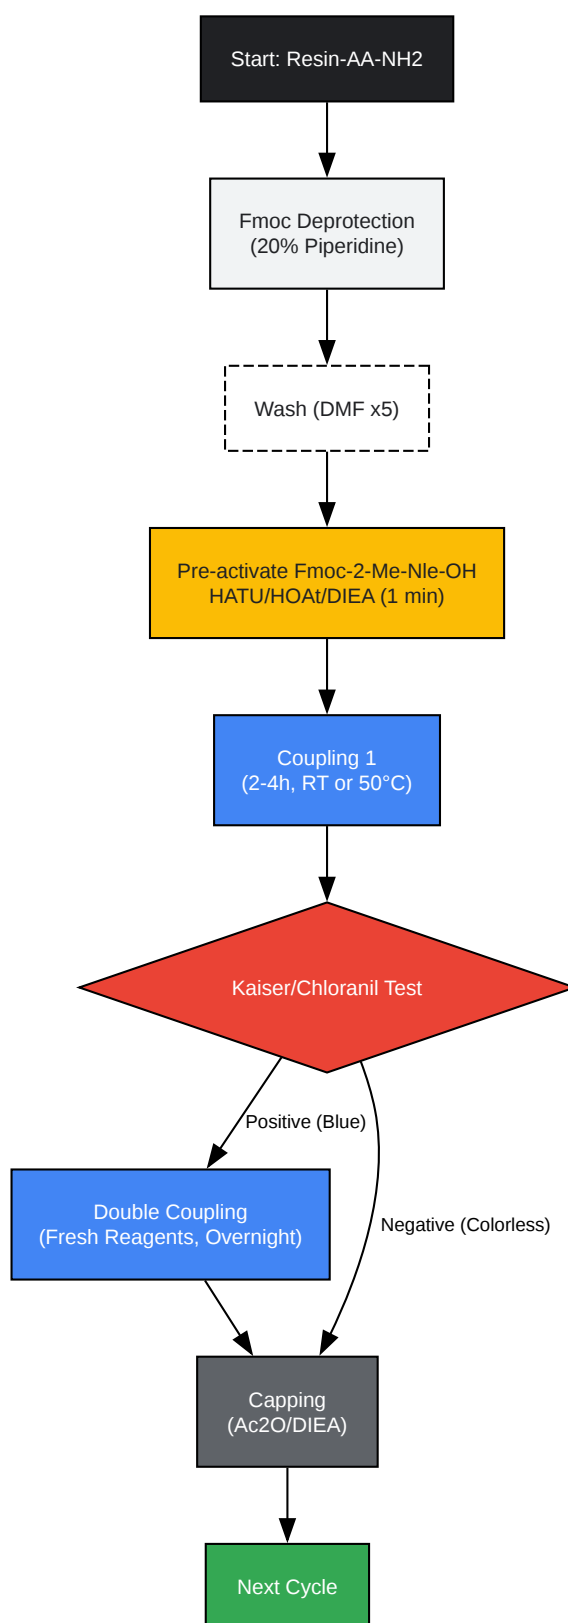 Start: Resin-AA-NH2
Fmoc Deprotection
(20% Piperidine)
Wash (DMF x5)
Pre-activate Fmoc-2-Me-Nle-OH
HATU/HOAt/DIEA (1 min)
Coupling 1
(2-4h, RT or 50°C)
Kaiser/Chloranil Test
Positive (Blue)
Double Coupling
(Fresh Reagents, Overnight)
Negative (Colorless)
Capping
(Ac2O/DIEA)
Next Cycle